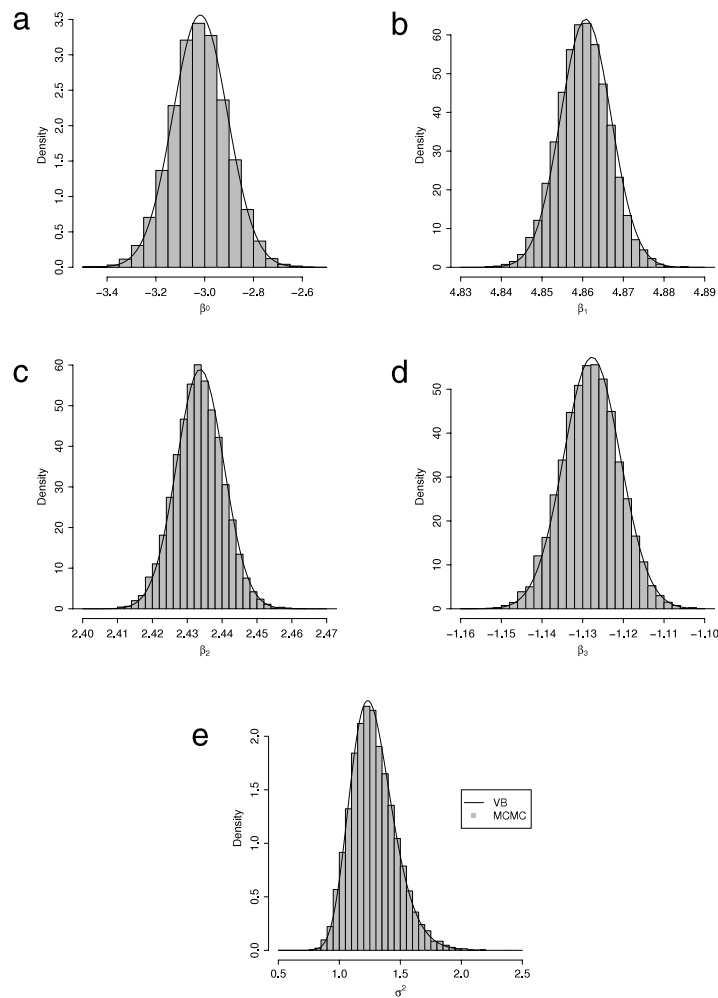 a
Density
0.0 0.5 1.0 1.5 2.0 2.5 3.0 3.5
−3.4 −3.2 −3.0 −2.8 −2.6
β0
b
Density
0 10 20 30 40 50 60
4.83 4.84 4.85 4.86 4.87 4.88 4.89
β1
c
Density
0 10 20 30 40 50 60
2.40 2.41 2.42 2.43 2.44 2.45 2.46 2.47
β2
d
Density
0 10 20 30 40 50
−1.16 −1.15 −1.14 −1.13 −1.12 −1.11 −1.10
β3
e
Density
0.0 0.5 1.0 1.5 2.0
0.5 1.0 1.5 2.0 2.5
σ2
VB
MCMC